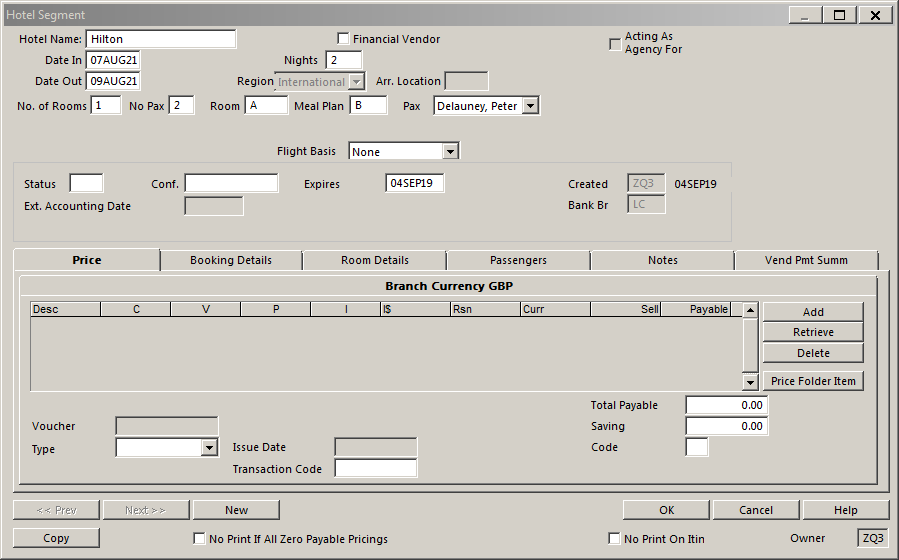 Hotel Segment
Hotel Name: Hilton Financial Vendor Acting As Agency For
Date In 07AUG21 Nights 2
Date Out 09AUG21 Region International Arr. Location
No. of Rooms 1 No Pax 2 Room A Meal Plan B Pax Delauney, Peter
Flight Basis None
Status Conf. Expires 04SEP19 Created ZQ3 04SEP19
Ext. Accounting Date Bank Br LC
Price Booking Details Room Details Passengers Notes Vend Pmt Summ
Branch Currency GBP
Desc C V P I I$ Rsn Curr Sell Payable Add
Retrieve
Delete
Price Folder Item
Total Payable 0.00
Voucher Saving 0.00
Type Issue Date Code
Transaction Code
<< Prev Next >> New OK Cancel Help
Copy No Print If All Zero Payable Pricings No Print On Itin Owner ZQ3